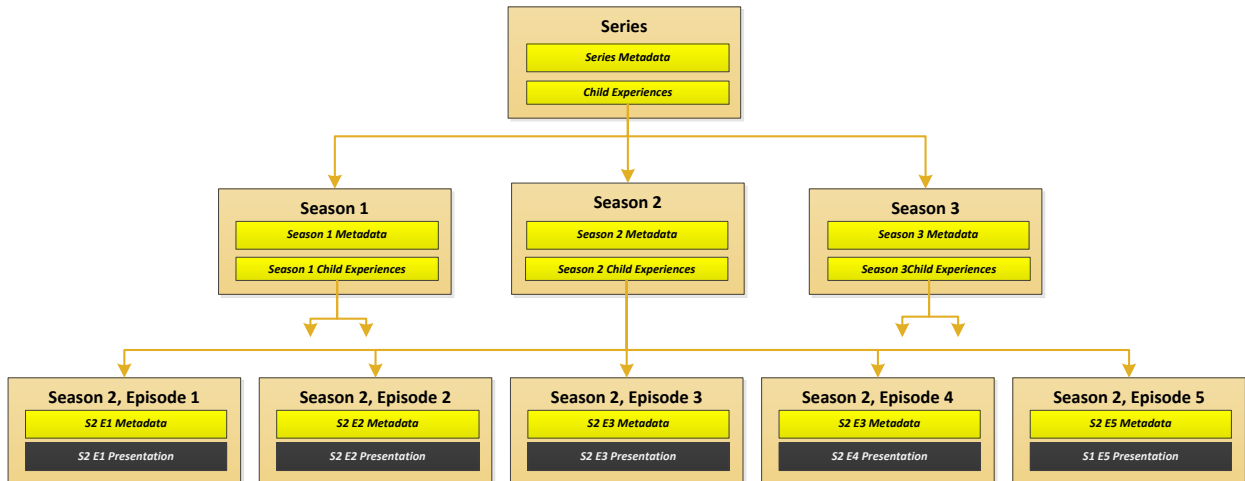 Series
Series Metadata
Child Experiences
Season 1
Season 1 Metadata
Season 1 Child Experiences
Season 2
Season 2 Metadata
Season 2 Child Experiences
Season 3
Season 3 Metadata
Season 3Child Experiences
Season 2, Episode 1
S2 E1 Metadata
S2 E1 Presentation
Season 2, Episode 2
S2 E2 Metadata
S2 E2 Presentation
Season 2, Episode 3
S2 E3 Metadata
S2 E3 Presentation
Season 2, Episode 4
S2 E3 Metadata
S2 E4 Presentation
Season 2, Episode 5
S2 E5 Metadata
S1 E5 Presentation